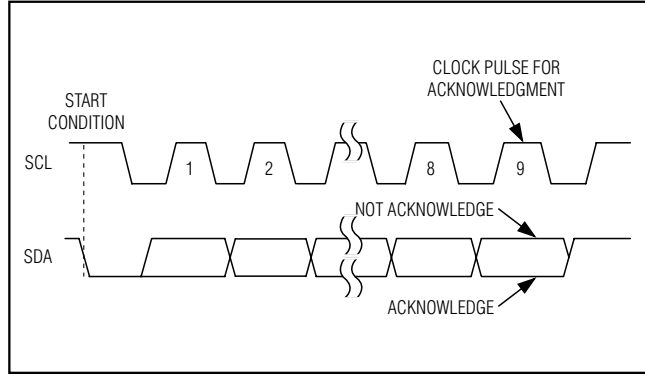 CLOCK PULSE FOR
ACKNOWLEDGMENT
START
CONDITION
SCL
1
2
8
9
NOT ACKNOWLEDGE
SDA
ACKNOWLEDGE